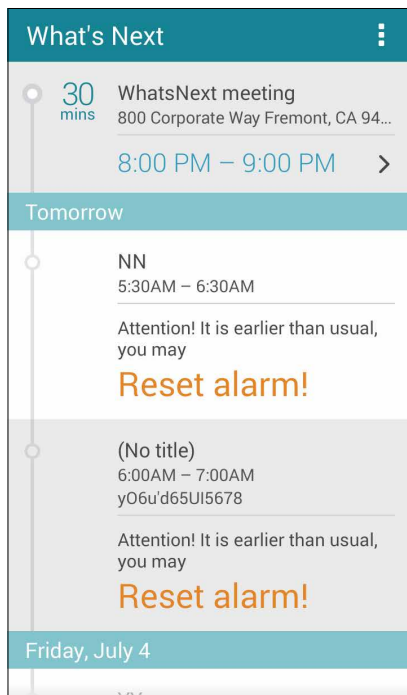 What's Next
30 mins
WhatsNext meeting
800 Corporate Way Fremont, CA 94...
8:00 PM – 9:00 PM
Tomorrow
NN
5:30AM – 6:30AM
Attention! It is earlier than usual,
you may
Reset alarm!
(No title)
6:00AM – 7:00AM
yO6u'd65UI5678
Attention! It is earlier than usual,
you may
Reset alarm!
Friday, July 4